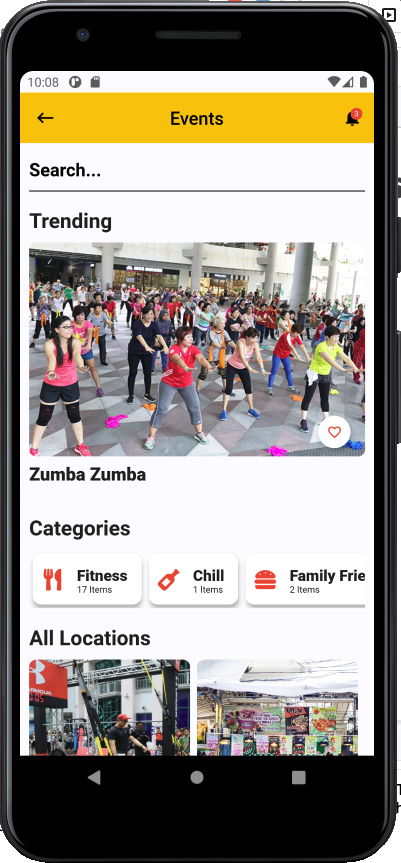 10:08
Events
3
Search...
Trending
Zumba Zumba
Categories
Fitness
17 Items
Chill
1 Items
Family Frie
2 Items
All Locations